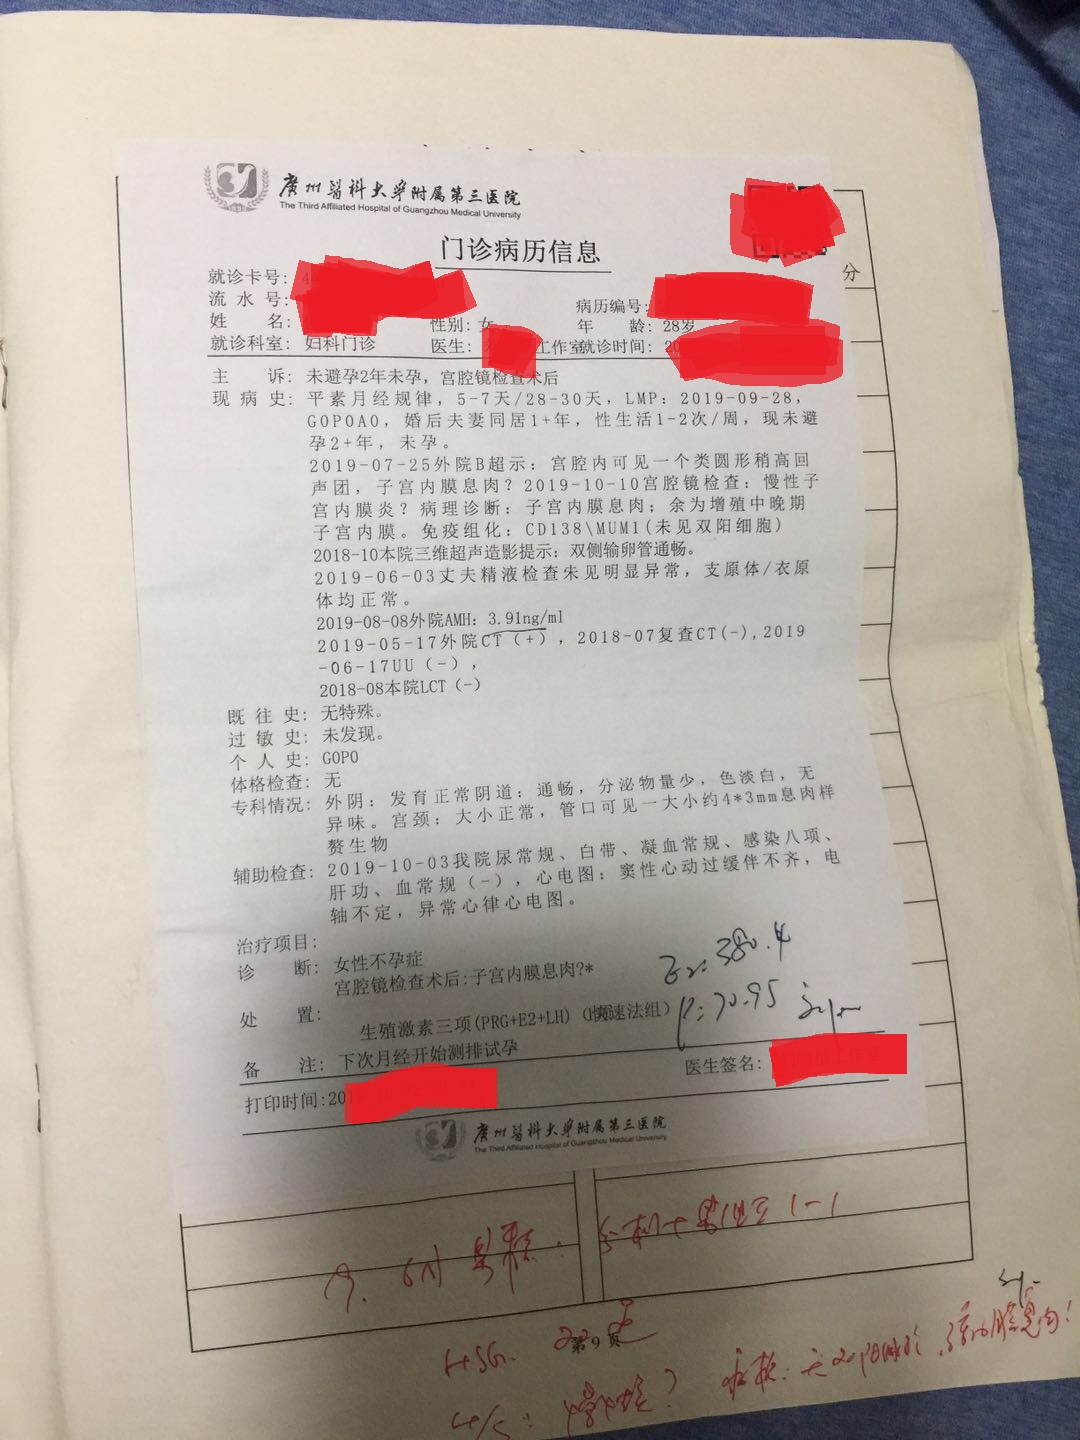 廣州醫科大學附属第三医院
The Third Affiliated Hospital of Guangzhou Medical University
门诊病历信息
分
就诊卡号: 4
流 水 号:
病历编号:
姓 名:
性别: 女
年 龄: 28岁
就诊科室: 妇科门诊
医生: 工作室
就诊时间: 20
主 诉: 未避孕2年未孕，宫腔镜检查术后
现 病 史: 平素月经规律，5-7天/28-30天，LMP：2019-09-28，
G0P0A0，婚后夫妻同居1+年，性生活1-2次/周，现未避
孕2+年，未孕。
2019-07-25外院B超示：宫腔内可见一个类圆形稍高回
声团，子宫内膜息肉？2019-10-10宫腔镜检查：慢性子
宫内膜炎？病理诊断：子宫内膜息肉；余为增殖中晚期
子宫内膜。免疫组化：CD138\MUM1(未见双阳细胞)
2018-10本院三维超声造影提示：双侧输卵管通畅。
2019-06-03丈夫精液检查未见明显异常，支原体/衣原
体均正常。
2019-08-08外院AMH：3.91ng/ml
2019-05-17外院CT（+），2018-07复查CT(-),2019
-06-17UU（-），
2018-08本院LCT（-）
既 往 史: 无特殊。
过 敏 史: 未发现。
个 人 史: G0P0
体格检查: 无
专科情况: 外阴：发育正常阴道：通畅，分泌物量少，色淡白，无
异味。宫颈：大小正常，管口可见一大小约4*3mm息肉样
赘生物
辅助检查: 2019-10-03我院尿常规、白带、凝血常规、感染八项、
肝功、血常规（-），心电图：窦性心动过缓伴不齐，电
轴不定，异常心律心电图。
治疗项目:
诊 断: 女性不孕症
宫腔镜检查术后:子宫内膜息肉?*
E2: 380.4
处 置:
生殖激素三项(PRG+E2+LH)（快速法组）
P: 70.95
备 注: 下次月经开始测排试孕
医生签名:
打印时间:20
廣州醫科大學附属第三医院
The Third Affiliated Hospital of Guangzhou Medical University
HSG.
第 9 页